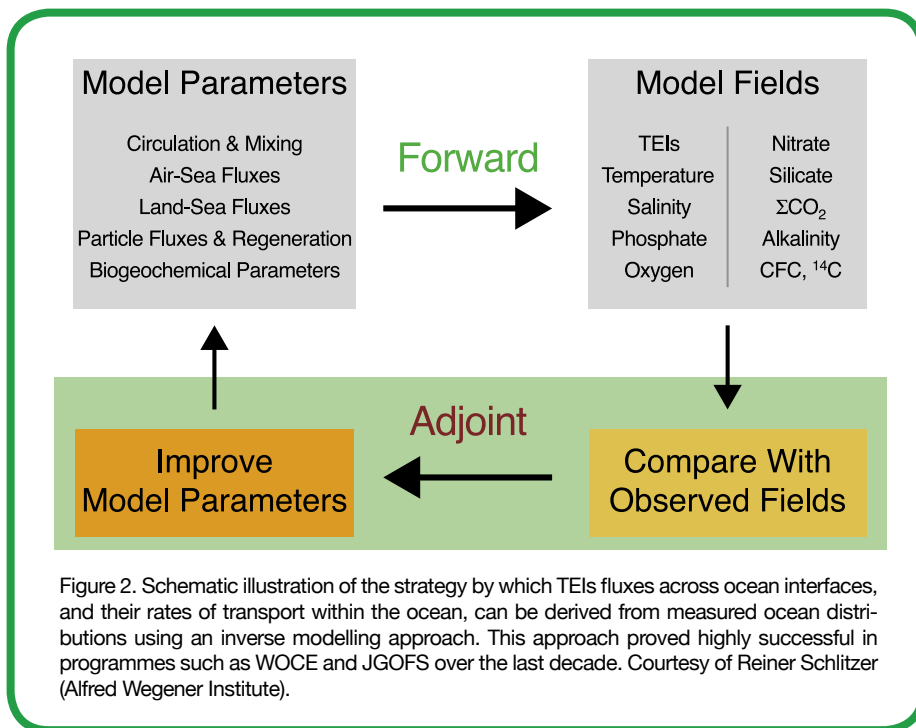 Model Parameters
Circulation & Mixing
Air-Sea Fluxes
Land-Sea Fluxes
Particle Fluxes & Regeneration
Biogeochemical Parameters
Forward
Model Fields
TEIs
Temperature
Salinity
Phosphate
Oxygen
Nitrate
Silicate
ΣCO₂
Alkalinity
CFC, ¹⁴C
Adjoint
Improve
Model Parameters
Compare With
Observed Fields
Figure 2. Schematic illustration of the strategy by which TEIs fluxes across ocean interfaces,
and their rates of transport within the ocean, can be derived from measured ocean distri-
butions using an inverse modelling approach. This approach proved highly successful in
programmes such as WOCE and JGOFS over the last decade. Courtesy of Reiner Schlitzer
(Alfred Wegener Institute).